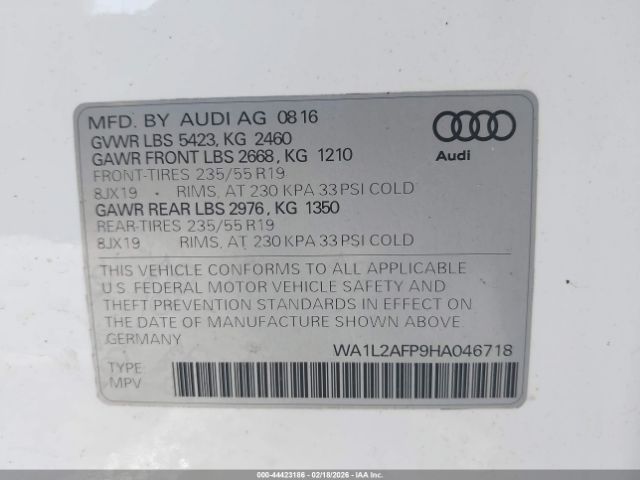 MFD. BY AUDI AG 08 16
GVWR LBS 5423, KG 2460
GAWR FRONT LBS 2668, KG 1210
FRONT-TIRES 235/55 R19
8JX19 - RIMS, AT 230 KPA 33 PSI COLD
GAWR REAR LBS 2976, KG 1350
REAR-TIRES 235/55 R19
8JX19 RIMS, AT 230 KPA 33 PSI COLD
Audi
THIS VEHICLE CONFORMS TO ALL APPLICABLE
U.S. FEDERAL MOTOR VEHICLE SAFETY AND
THEFT PREVENTION STANDARDS IN EFFECT ON
THE DATE OF MANUFACTURE SHOWN ABOVE
GERMANY
WA1L2AFP9HA046718
TYPE:
MPV
000-44423186 - 02/18/2026 - IAAI.COM